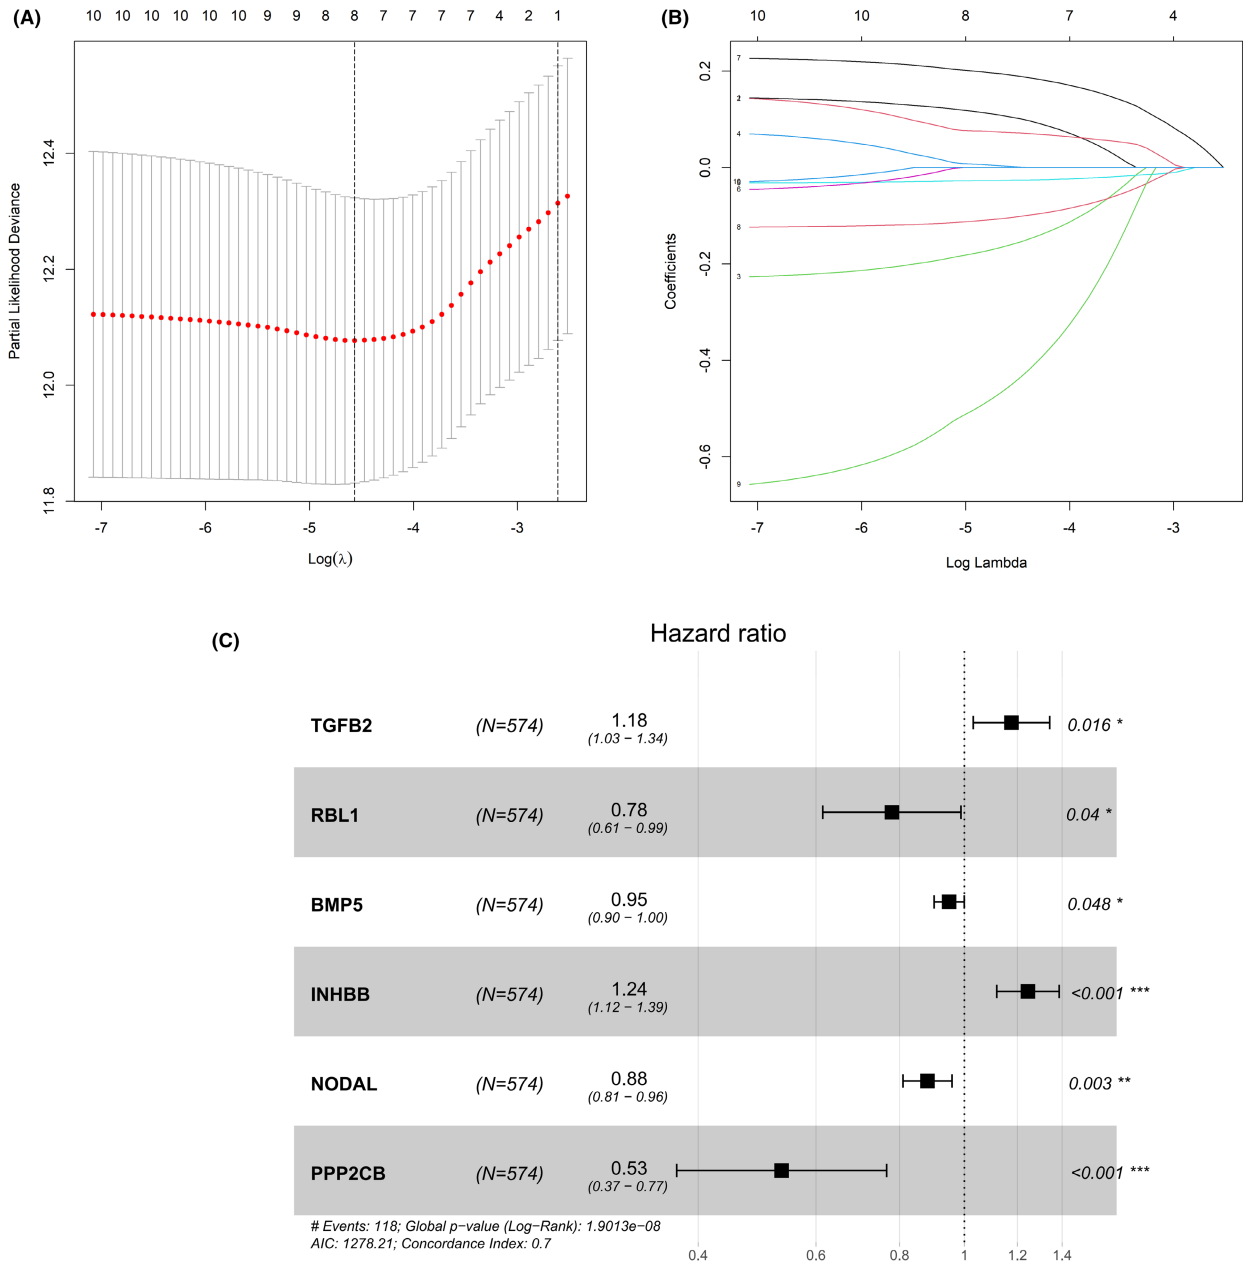 (A)
10 10 10 10 10 10 9 9 8 8 7 7 7 4 2 1
Partial Likelihood Deviance
12.4
12.2
12.0
11.8
-7 -6 -5 -4 -3
Log(λ)
(B)
10 8 7 4
Coefficients
0.2
0.0
-0.2
-0.4
-0.6
7
4
6
8
3
9
-7 -6 -5 -4 -3
Log Lambda
(C)
Hazard ratio
TGFB2 (N=574) 1.18 0.016 *
(1.03 − 1.34)
RBL1 (N=574) 0.78 0.04 *
(0.61 − 0.99)
BMP5 (N=574) 0.95 0.048 *
(0.90 − 1.00)
INHBB (N=574) 1.24 <0.001 ***
(1.12 − 1.39)
NODAL (N=574) 0.88 0.003 **
(0.81 − 0.96)
PPP2CB (N=574) 0.53 <0.001 ***
(0.37 − 0.77)
# Events: 118; Global p−value (Log−Rank): 1.9013e−08
AIC: 1278.21; Concordance Index: 0.7
0.4 0.6 0.8 1 1.2 1.4